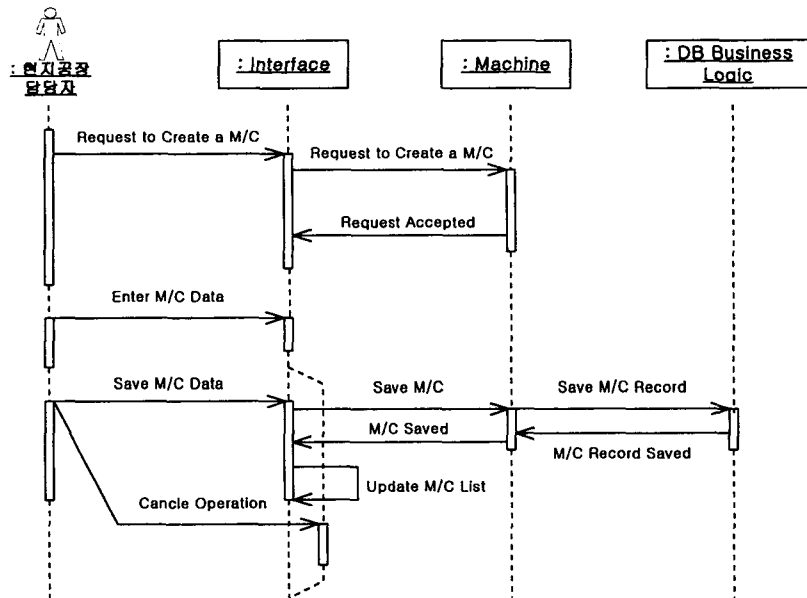 : 현지공장
담당자
: Interface
: Machine
: DB Business
Logic
Request to Create a M/C
Request to Create a M/C
Request Accepted
Enter M/C Data
Save M/C Data
Save M/C
Save M/C Record
M/C Saved
M/C Record Saved
Update M/C List
Cancle Operation